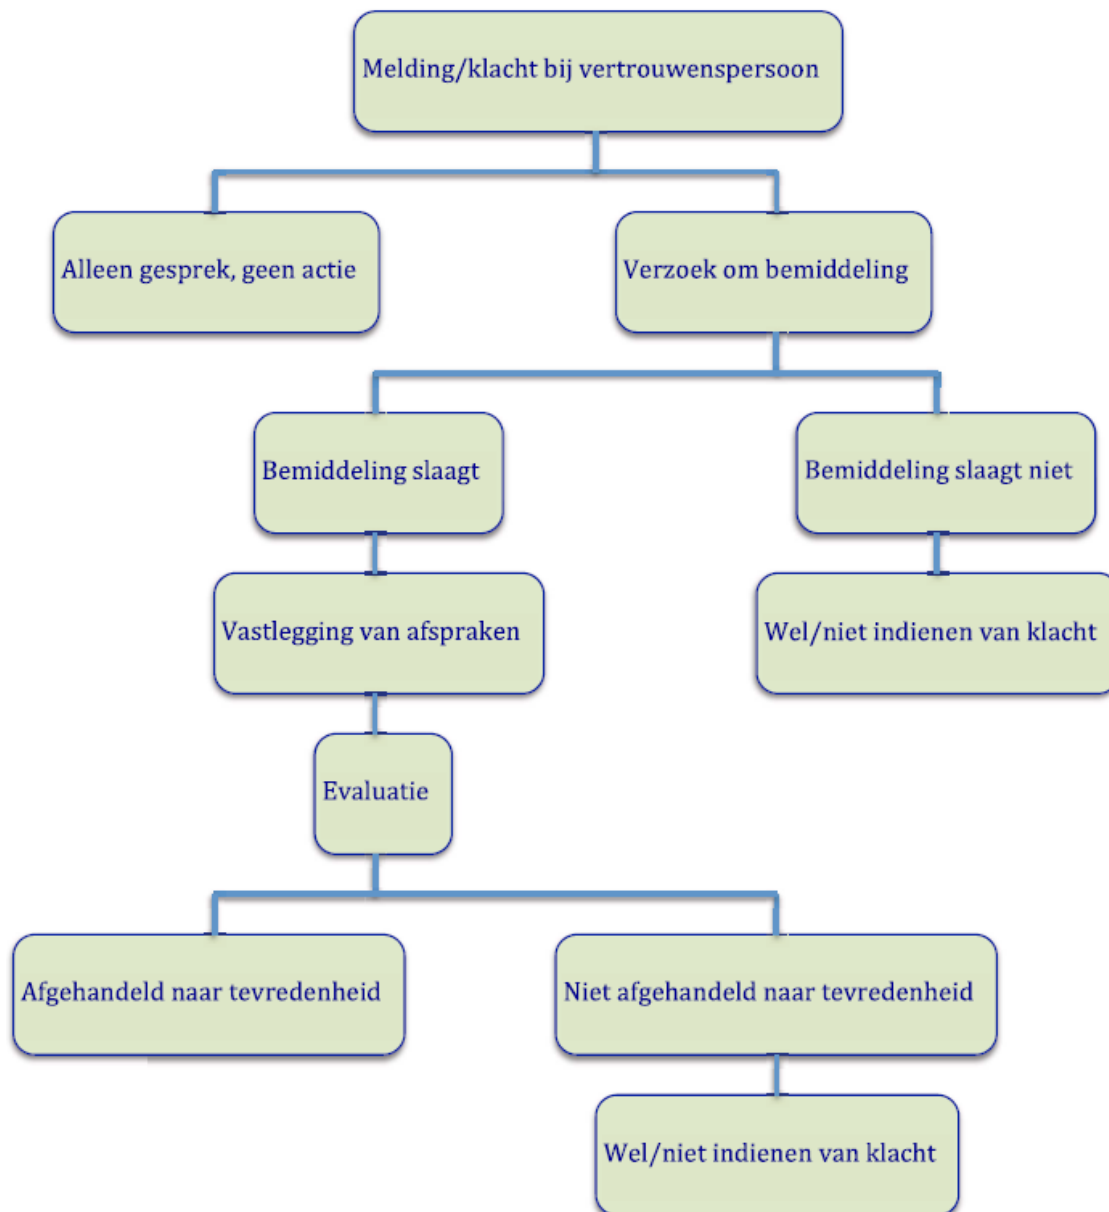 Melding/klacht bij vertrouwenspersoon
Alleen gesprek, geen actie
Verzoek om bemiddeling
Bemiddeling slaagt
Bemiddeling slaagt niet
Vastlegging van afspraken
Wel/niet indienen van klacht
Evaluatie
Afgehandeld naar tevredenheid
Niet afgehandeld naar tevredenheid
Wel/niet indienen van klacht